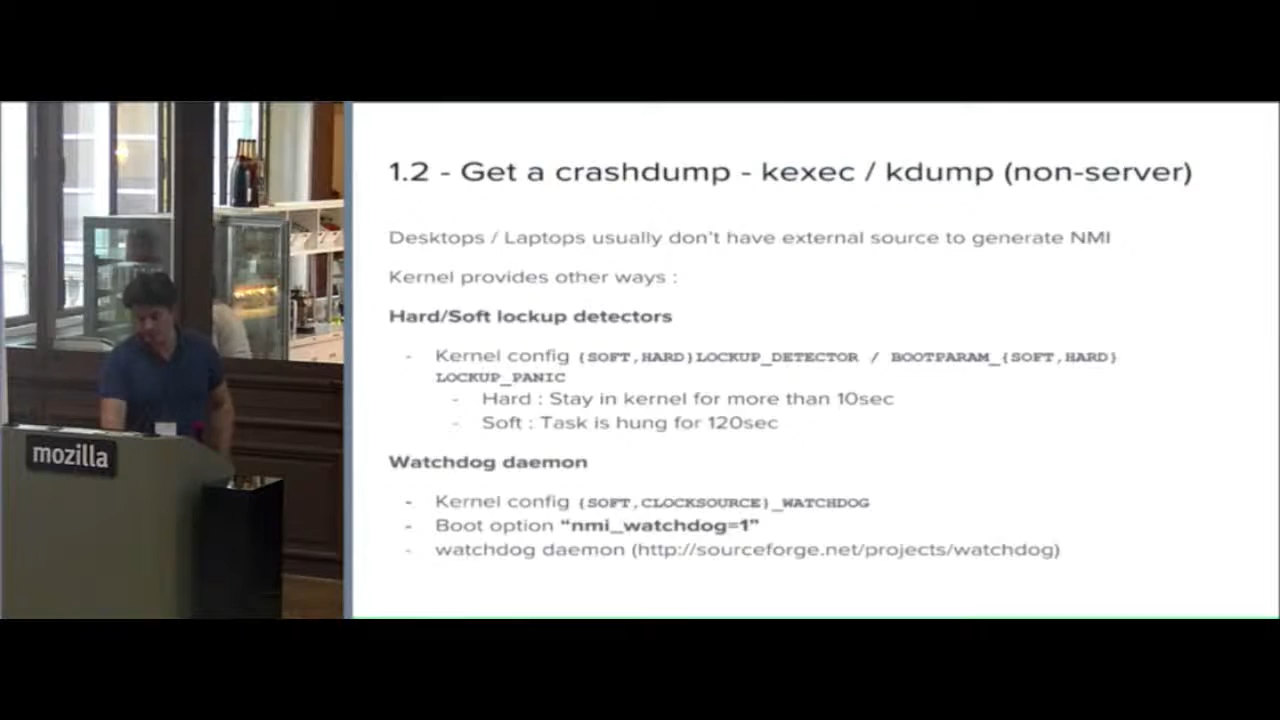 1.2 - Get a crashdump - kexec / kdump (non-server)
Desktops / Laptops usually don't have external source to generate NMI
Kernel provides other ways :
Hard/Soft lockup detectors
- Kernel config {SOFT,HARD}LOCKUP_DETECTOR / BOOTPARAM_{SOFT,HARD}
LOCKUP_PANIC
- Hard : Stay in kernel for more than 10sec
- Soft : Task is hung for 120sec
Watchdog daemon
- Kernel config {SOFT,CLOCKSOURCE}_WATCHDOG
- Boot option “nmi_watchdog=1”
- watchdog daemon (http://sourceforge.net/projects/watchdog)
mozilla